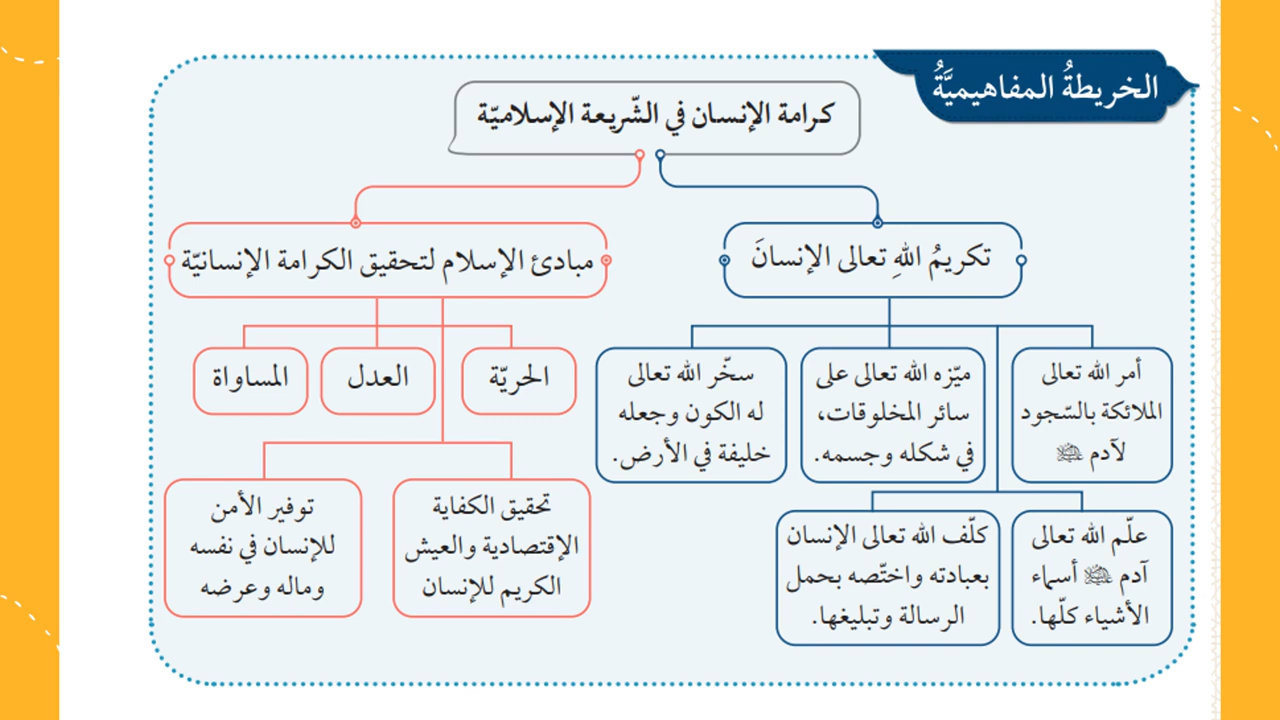 الخريطةُ المفاهيميَّةُ
كرامة الإنسان في الشّريعة الإسلاميّة
تكريمُ اللهِ تعالى الإنسانَ
أمر الله تعالى
الملائكة بالسّجود
لآدم ﷺ
ميّزه الله تعالى على
سائر المخلوقات،
في شكله وجسمه.
سخّر الله تعالى
له الكون وجعله
خليفة في الأرض.
علّم الله تعالى
آدم ﷺ أسماء
الأشياء كلّها.
كلّف الله تعالى الإنسان
بعبادته واختّصه بحمل
الرسالة وتبليغها.
مبادئ الإسلام لتحقيق الكرامة الإنسانيّة
الحريّة
العدل
المساواة
تحقيق الكفاية
الإقتصادية والعيش
الكريم للإنسان
توفير الأمن
للإنسان في نفسه
وماله وعرضه